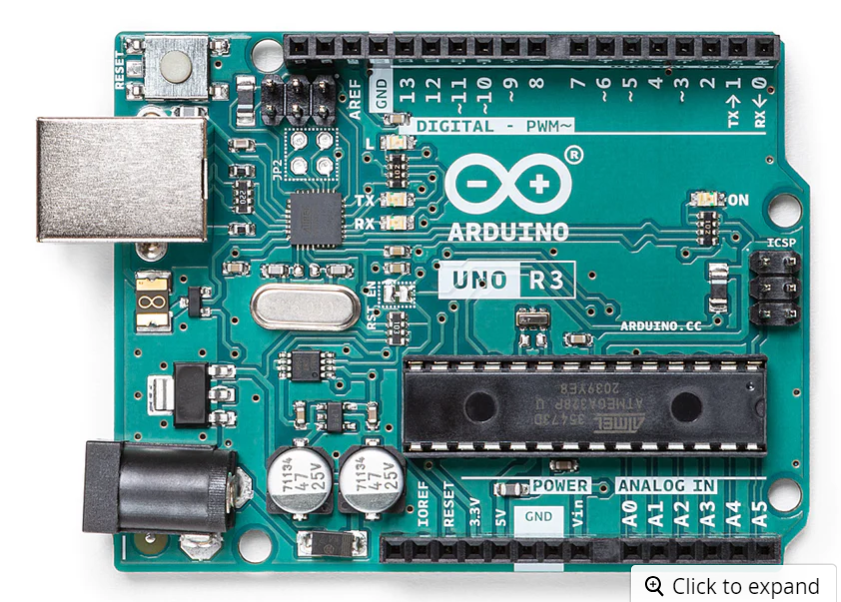 RESET
AREF
GND
13
12
~11
~10
~9
8
7
~6
~5
4
~3
2
TX→1
RX←0
DIGITAL - PWM~
JP2
L
TX
RX
®
ARDUINO
ON
UNO R3
ICSP
RST EN
ARDUINO.CC
8
2039YE8
ATMEGA328P U
35473D
ATMEL
71134
47
25V
71134
47
25V
POWER
ANALOG IN
IOREF
RESET
3.3V
5V
GND
Vin
A0
A1
A2
A3
A4
A5
Click to expand